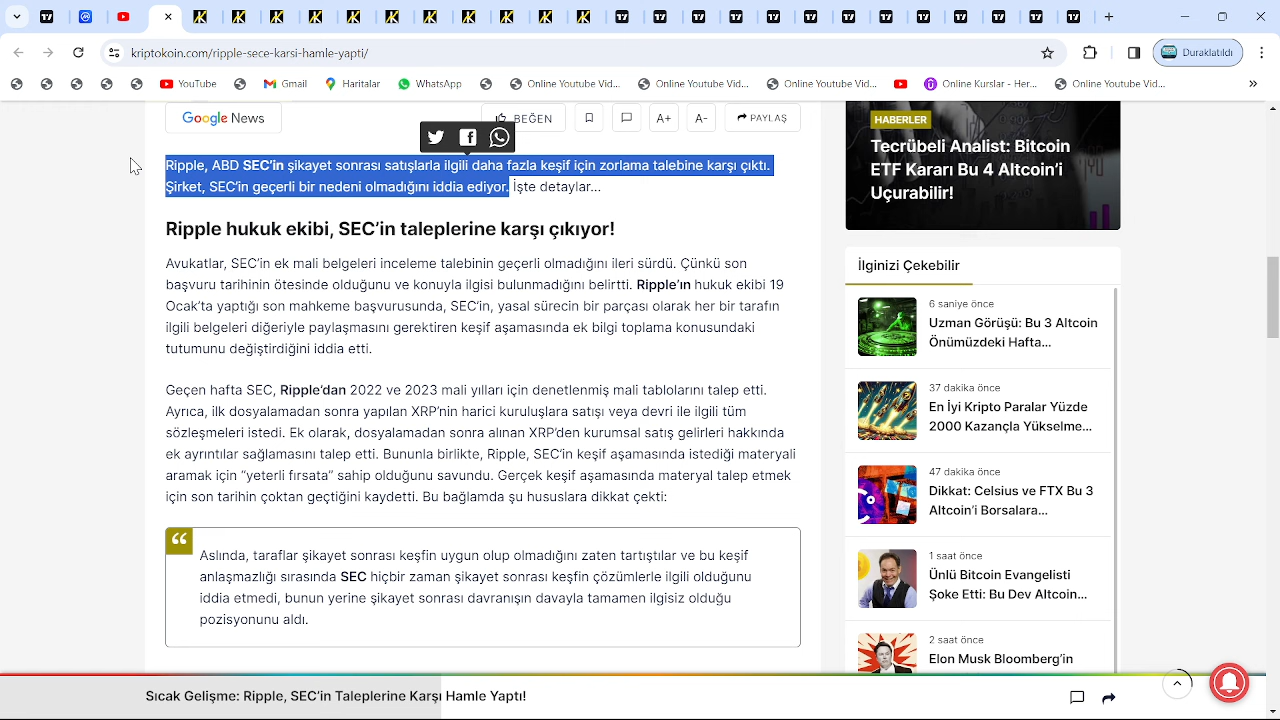 kriptokoin.com/ripple-sece-karsi-hamle-yapti/
Duraklatıldı
YouTube
Gmail
Haritalar
WhatsApp
Online Youtube Vid...
Online Youtube Vid...
Online Youtube Vid...
Online Kurslar - Her...
Online Youtube Vid...
Google News
BEĞEN
A+
A-
PAYLAŞ
Ripple, ABD SEC’in şikayet sonrası satışlarla ilgili daha fazla keşif için zorlama talebine karşı çıktı.
Şirket, SEC’in geçerli bir nedeni olmadığını iddia ediyor. İşte detaylar…
Ripple hukuk ekibi, SEC’in taleplerine karşı çıkıyor!
Avukatlar, SEC’in ek mali belgeleri inceleme talebinin geçerli olmadığını ileri sürdü. Çünkü son
başvuru tarihinin ötesinde olduğunu ve konuyla ilgisi bulunmadığını belirtti. Ripple’ın hukuk ekibi 19
Ocak’ta yaptığı son mahkeme başvurusunda, SEC’in, yasal sürecin bir parçası olarak her bir tarafın
ilgili belgeleri diğeriyle paylaşmasını gerektiren keşif aşamasında ek bilgi toplama konusundaki
tutumunu değiştirdiğini iddia etti.
Geçen hafta SEC, Ripple’dan 2022 ve 2023 mali yılları için denetlenmiş mali tablolarını talep etti.
Ayrıca, ilk dosyalamadan sonra yapılan XRP’nin harici kuruluşlara satışı veya devri ile ilgili tüm
sözleşmeleri istedi. Ek olarak, dosyalamadan sonra alınan XRP’den kurumsal satış gelirleri hakkında
ek ayrıntılar sağlamasını talep etti. Bununla birlikte, Ripple, SEC’in keşif aşamasında istediği materyali
aramak için “yeterli fırsata” sahip olduğunu savundu. Gerçek keşif aşamasında materyal talep etmek
için son tarihin çoktan geçtiğini kaydetti. Bu bağlamda şu hususlara dikkat çekti:
Aslında, taraflar şikayet sonrası keşfin uygun olup olmadığını zaten tartıştılar ve bu keşif
anlaşmazlığı sırasında SEC hiçbir zaman şikayet sonrası keşfin çözümlerle ilgili olduğunu
iddia etmedi, bunun yerine şikayet sonrası davranışın davayla tamamen ilgisiz olduğu
pozisyonunu aldı.
HABERLER
Tecrübeli Analist: Bitcoin
ETF Kararı Bu 4 Altcoin’i
Uçurabilir!
İlginizi Çekebilir
6 saniye önce
Uzman Görüşü: Bu 3 Altcoin
Önümüzdeki Hafta...
37 dakika önce
En İyi Kripto Paralar Yüzde
2000 Kazançla Yükselme...
47 dakika önce
Dikkat: Celsius ve FTX Bu 3
Altcoin’i Borsalara...
1 saat önce
Ünlü Bitcoin Evangelisti
Şoke Etti: Bu Dev Altcoin...
2 saat önce
Elon Musk Bloomberg’in
Sıcak Gelişme: Ripple, SEC’in Taleplerine Karşı Hamle Yaptı!